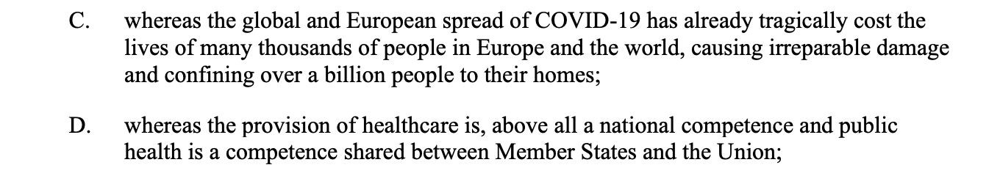 C. whereas the global and European spread of COVID-19 has already tragically cost the
lives of many thousands of people in Europe and the world, causing irreparable damage
and confining over a billion people to their homes;
D. whereas the provision of healthcare is, above all a national competence and public
health is a competence shared between Member States and the Union;